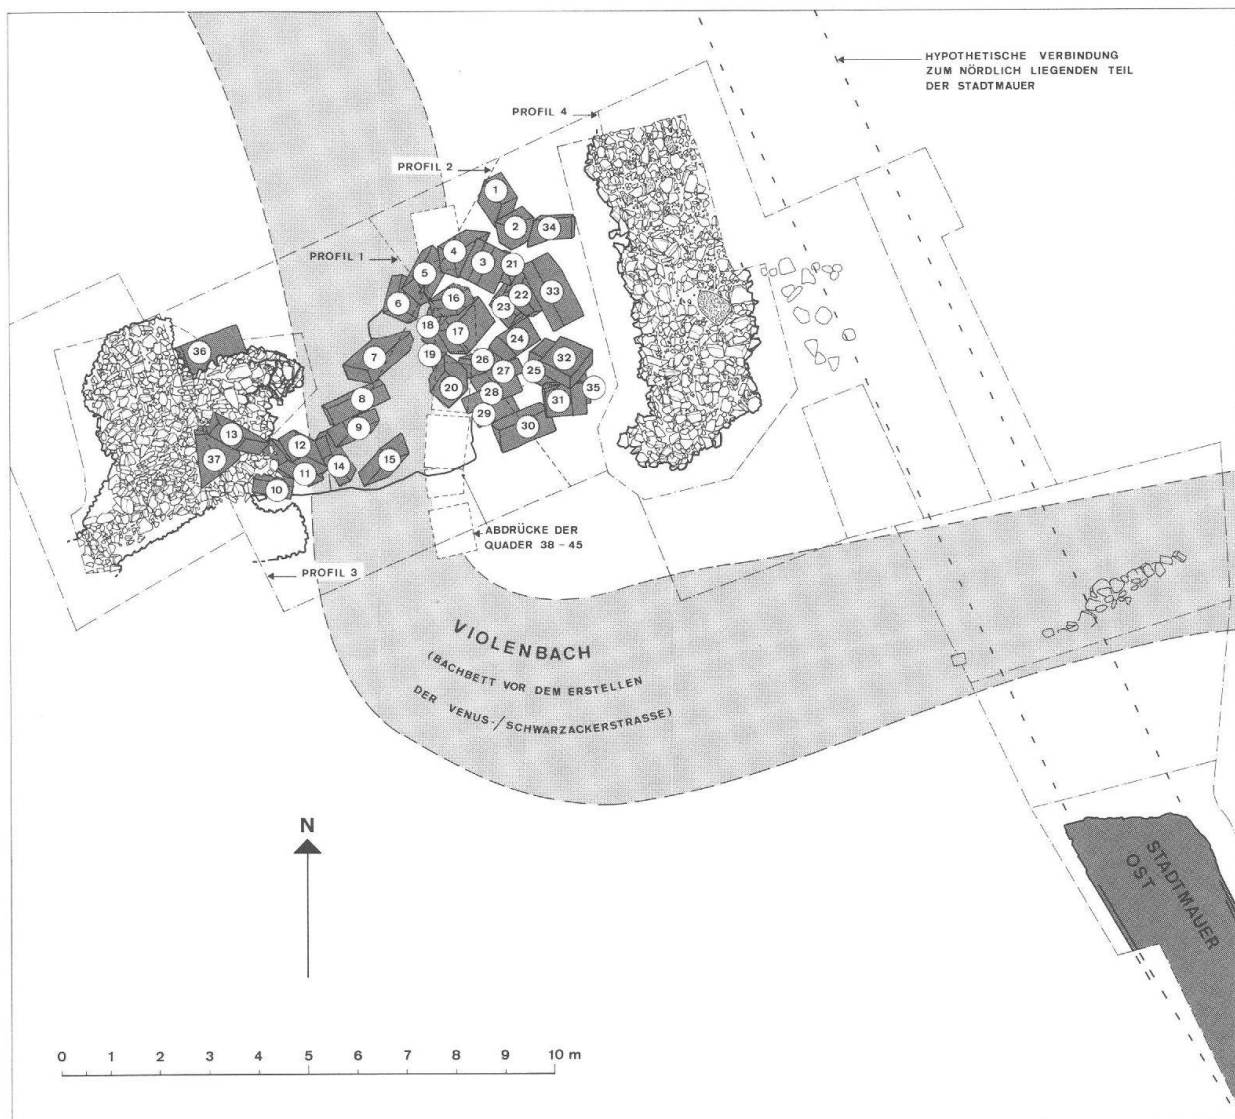 HYPOTHETISCHE VERBINDUNG
ZUM NÖRDLICH LIEGENDEN TEIL
DER STADTMAUER
PROFIL 4
PROFIL 2
1
2
34
PROFIL 1
4
3
21
5
6
16
22
33
23
18
17
36
7
19
24
26
32
27
25
20
8
28
35
31
29
30
9
13
12
37
14
15
11
10
ABDRÜCKE DER
QUADER 38 – 45
PROFIL 3
VIOLENBACH
(BACHBETT VOR DEM ERSTELLEN
DER VENUS-/SCHWARZACKERSTRASSE)
N
STADTMAUER
OST
0 1 2 3 4 5 6 7 8 9 10 m